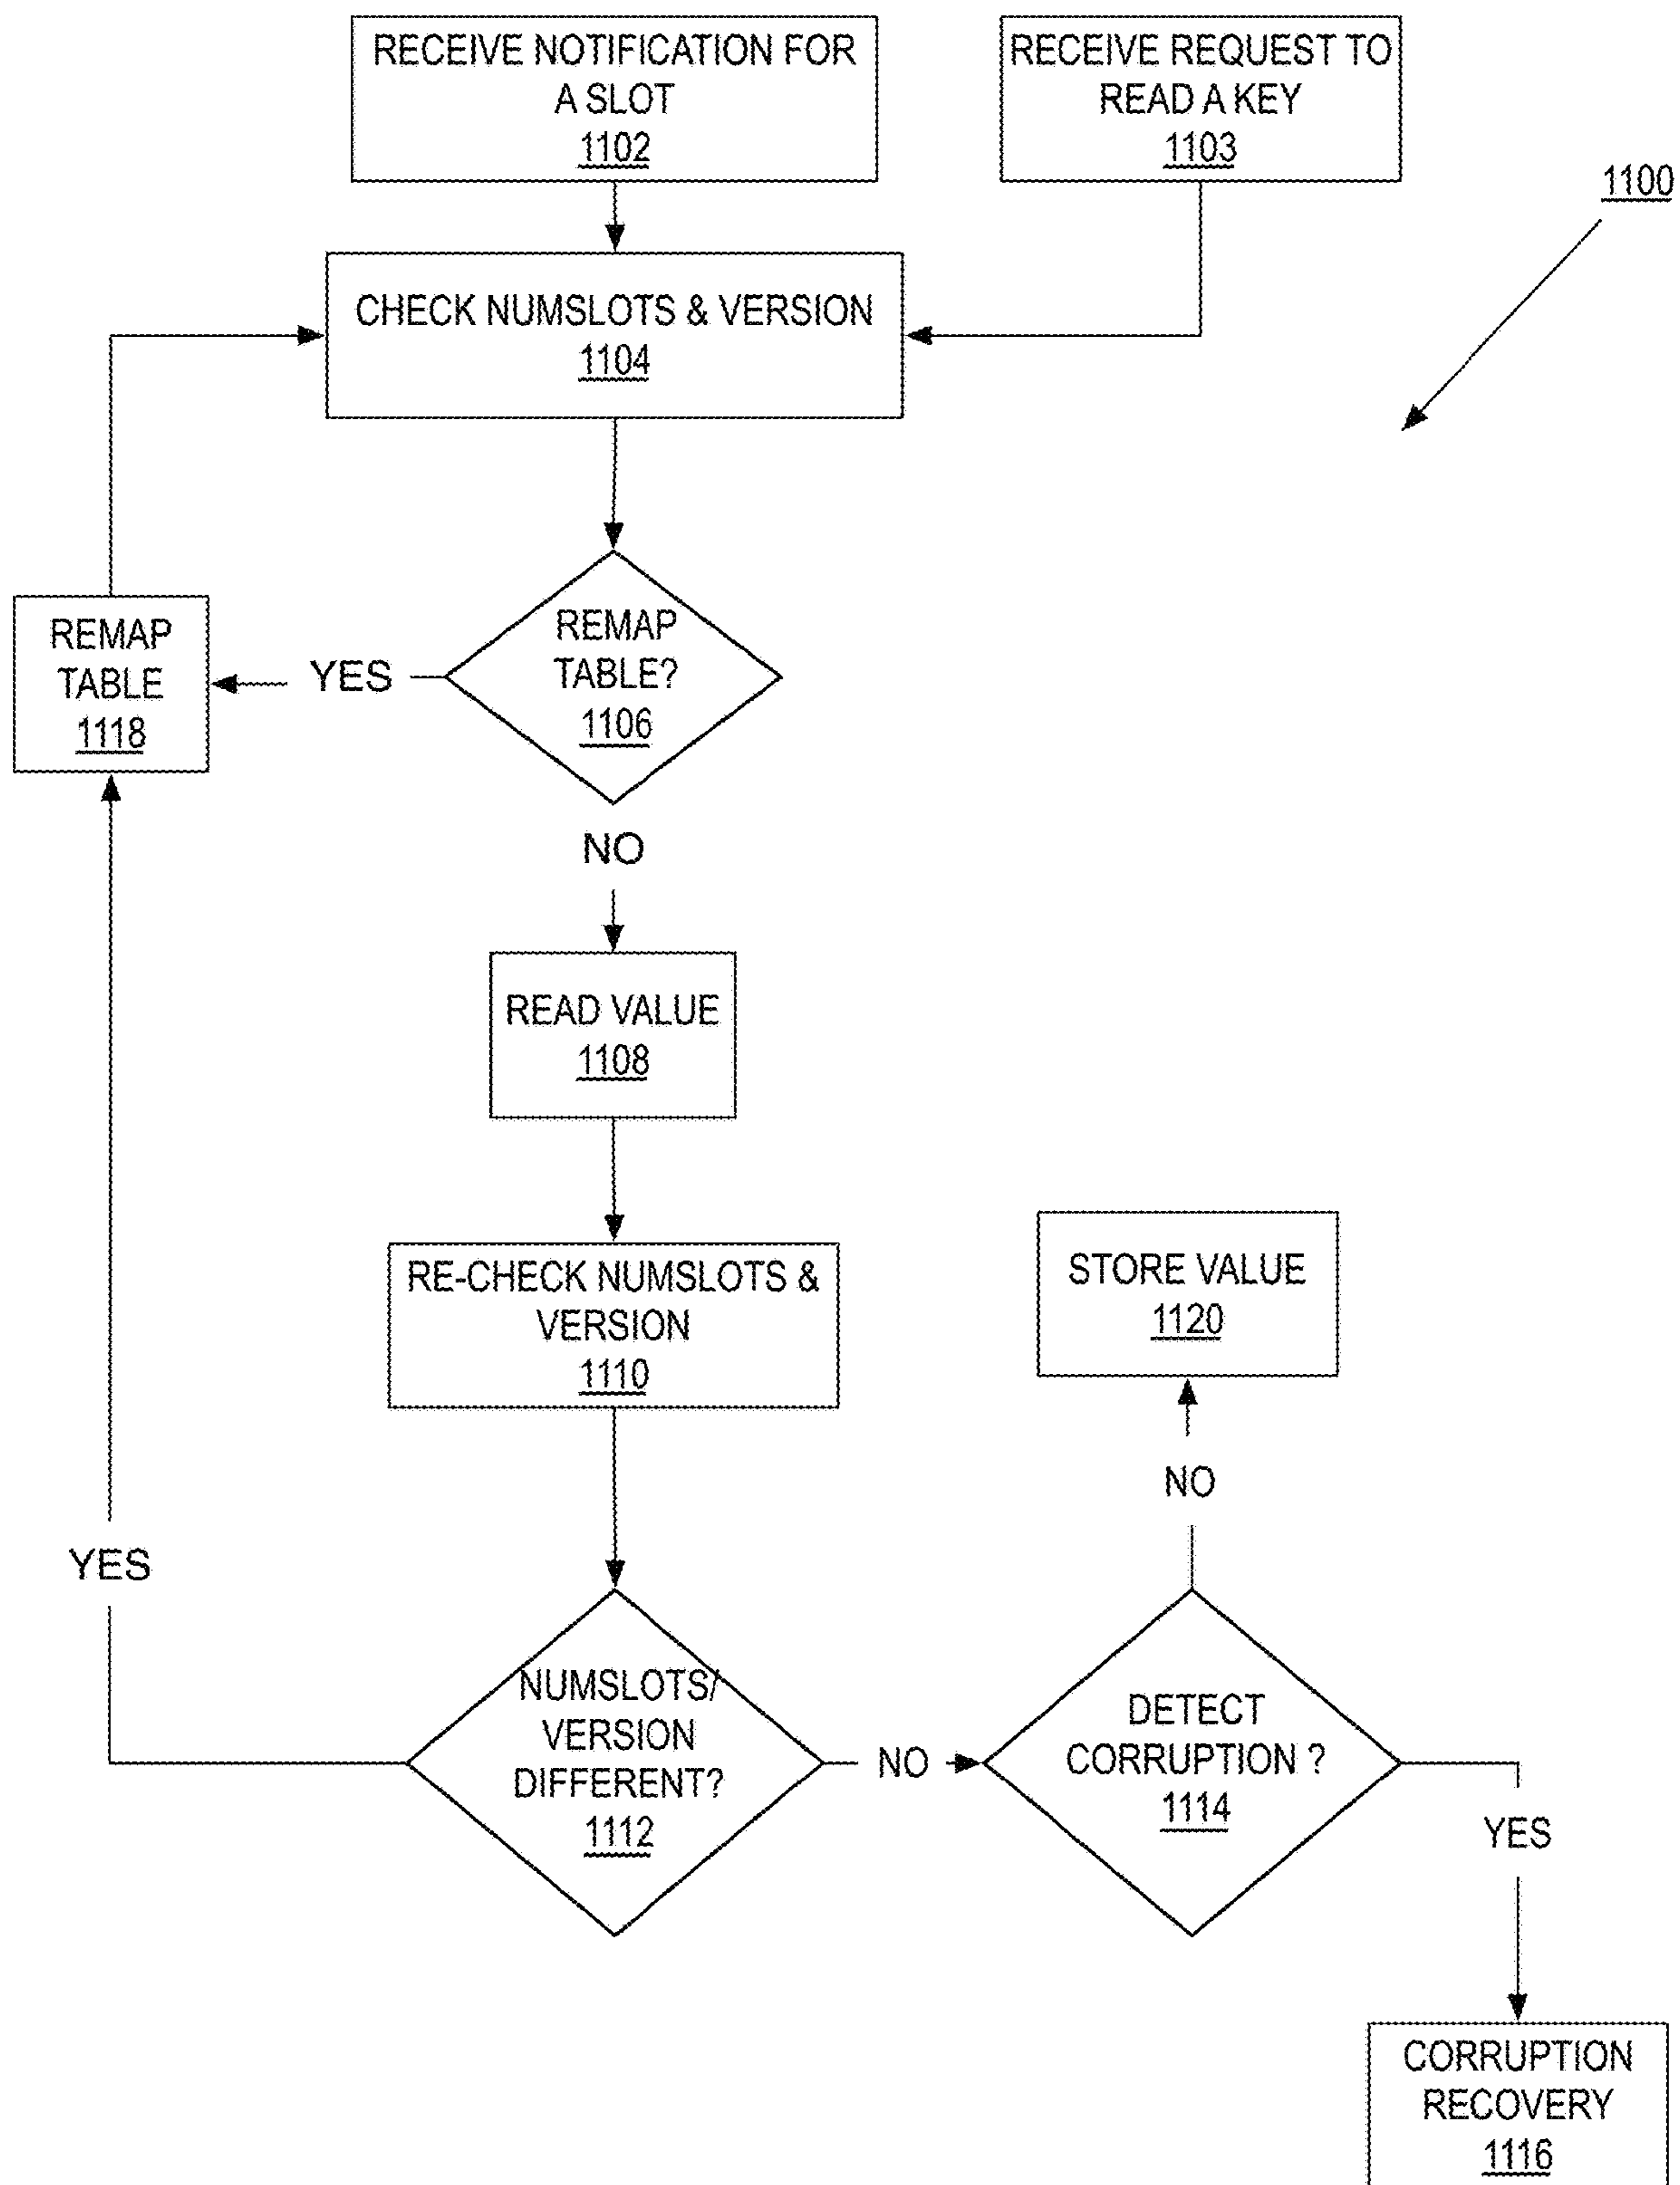 RECEIVE NOTIFICATION FOR
A SLOT
1102
RECEIVE REQUEST TO
READ A KEY
1103
1100
CHECK NUMSLOTS & VERSION
1104
REMAP
TABLE?
1106
YES
REMAP
TABLE
1118
NO
READ VALUE
1108
RE-CHECK NUMSLOTS &
VERSION
1110
STORE VALUE
1120
NO
YES
NUMSLOTS/
VERSION
DIFFERENT?
1112
NO
DETECT
CORRUPTION ?
1114
YES
CORRUPTION
RECOVERY
1116